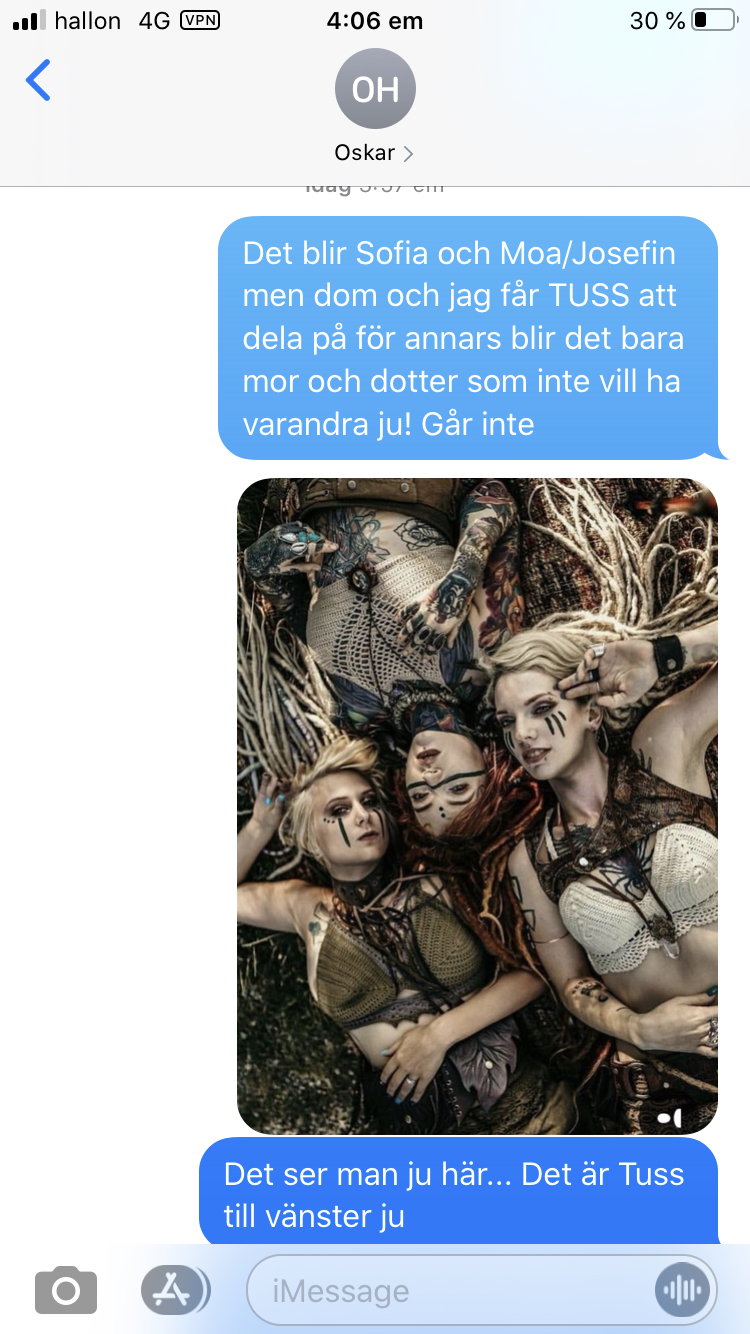 hallon 4G VPN 4:06 em 30 %
OH
Oskar
idag 3:57 em
Det blir Sofia och Moa/Josefin
men dom och jag får TUSS att
dela på för annars blir det bara
mor och dotter som inte vill ha
varandra ju! Går inte
Det ser man ju här... Det är Tuss
till vänster ju
iMessage